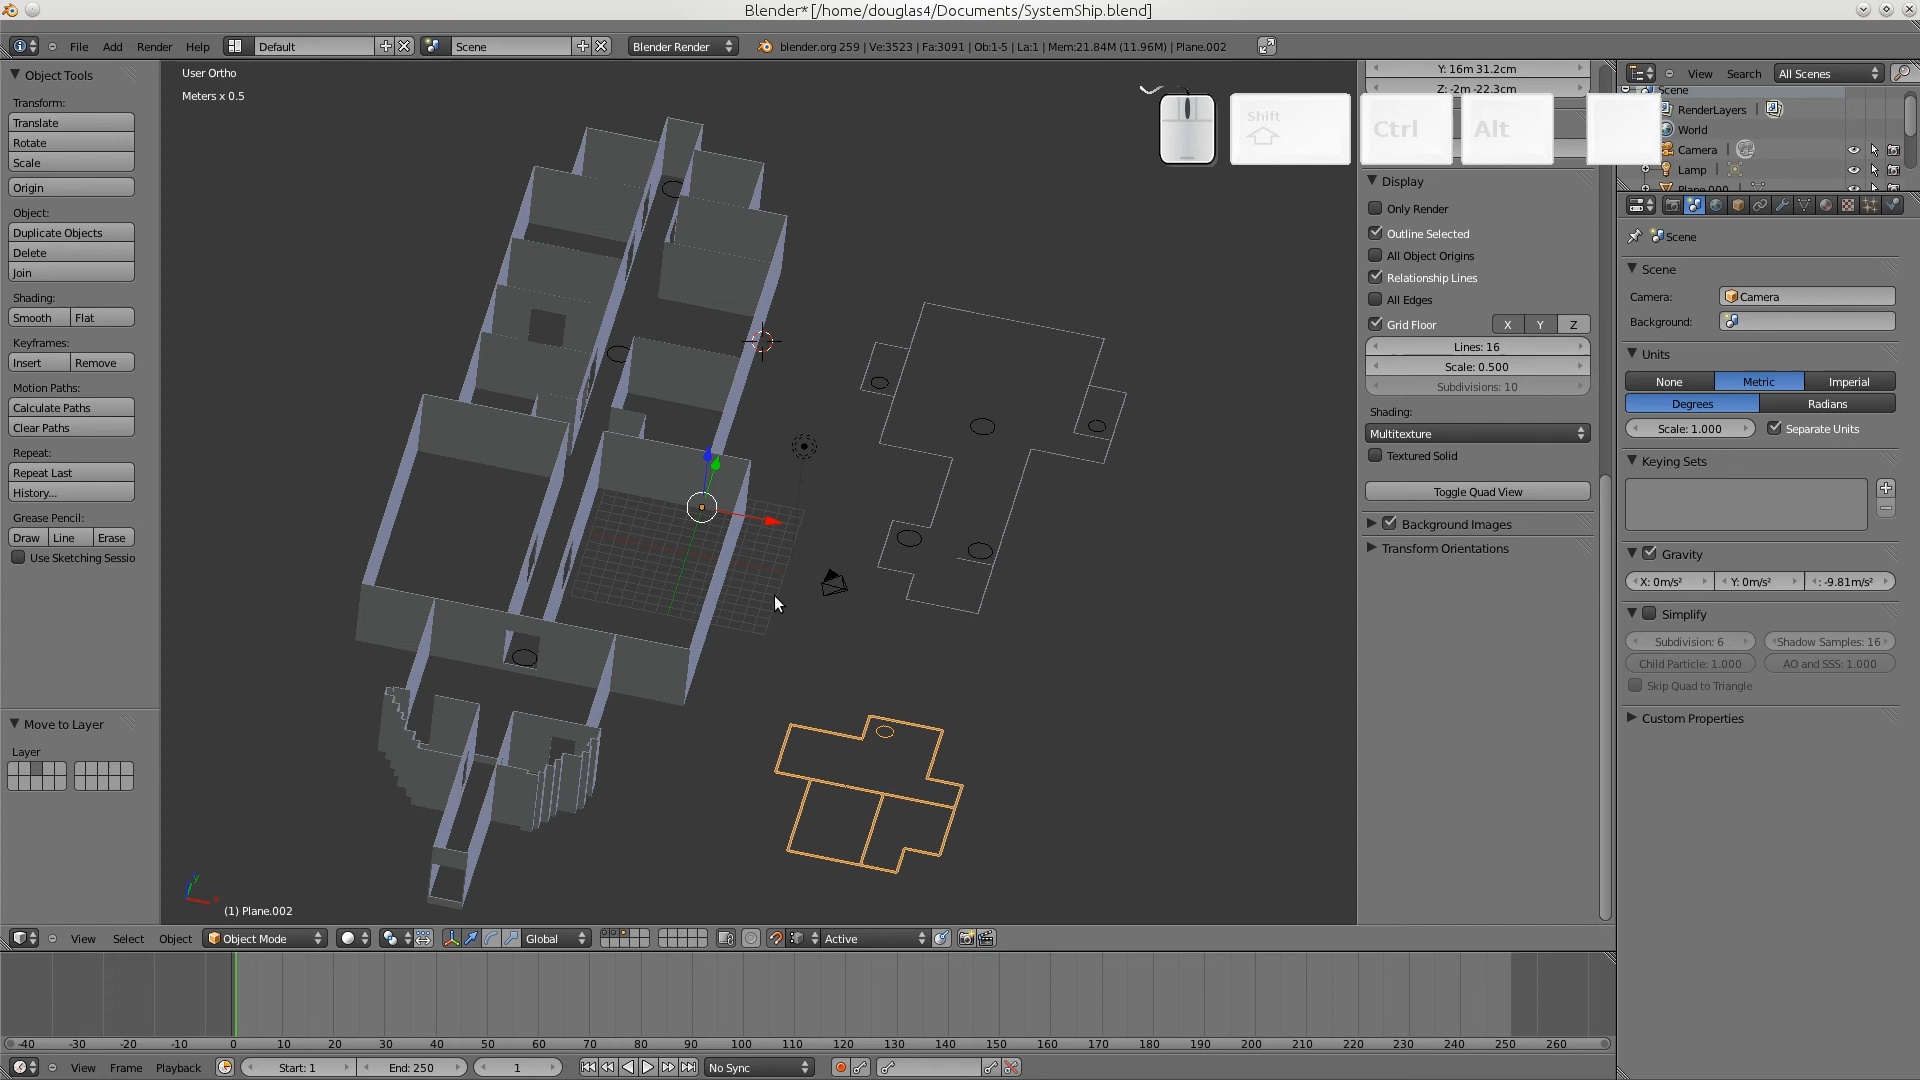 Blender* [/home/douglas4/Documents/SystemShip.blend]
File Add Render Help Default Scene Blender Render blender.org 259 | Ve:3523 | Fa:3091 | Ob:1-5 | La:1 | Mem:21.84M (11.96M) | Plane.002
Object Tools
Transform:
Translate
Rotate
Scale
Origin
Object:
Duplicate Objects
Delete
Join
Shading:
Smooth Flat
Keyframes:
Insert Remove
Motion Paths:
Calculate Paths
Clear Paths
Repeat:
Repeat Last
History...
Grease Pencil:
Draw Line Erase
Use Sketching Sessio
Move to Layer
Layer
User Ortho
Meters x 0.5
(1) Plane.002
Y: 16m 31.2cm
Z: -2m -22.3cm
Shift Ctrl Alt
Display
Only Render
Outline Selected
All Object Origins
Relationship Lines
All Edges
Grid Floor X Y Z
Lines: 16
Scale: 0.500
Subdivisions: 10
Shading:
Multitexture
Textured Solid
Toggle Quad View
Background Images
Transform Orientations
View Search All Scenes
Scene
RenderLayers
World
Camera
Lamp
Plane.000
Scene
Scene
Camera: Camera
Background:
Units
None Metric Imperial
Degrees Radians
Scale: 1.000 Separate Units
Keying Sets
Gravity
X: 0m/s² Y: 0m/s² : -9.81m/s²
Simplify
Subdivision: 6 Shadow Samples: 16
Child Particle: 1.000 AO and SSS: 1.000
Skip Quad to Triangle
Custom Properties
View Select Object Object Mode Global Active
-40 -30 -20 -10 0 10 20 30 40 50 60 70 80 90 100 110 120 130 140 150 160 170 180 190 200 210 220 230 240 250 260
View Frame Playback Start: 1 End: 250 1 No Sync